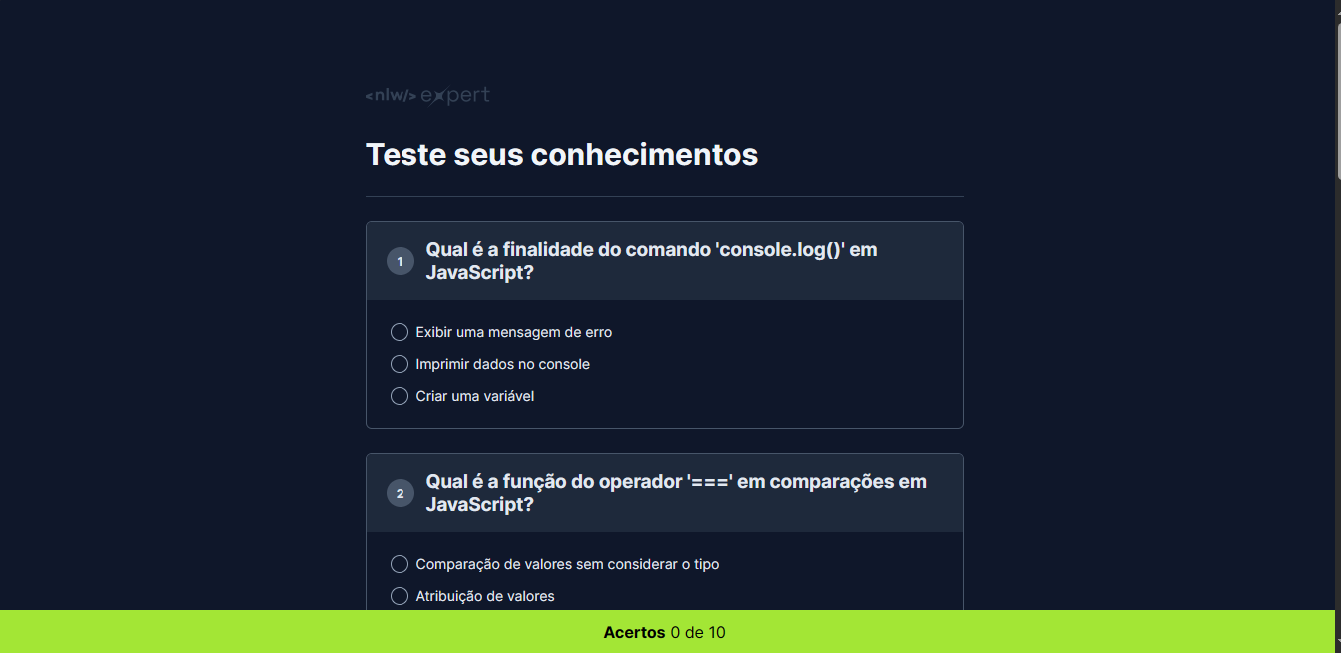 <nlw/> expert
Teste seus conhecimentos
1
Qual é a finalidade do comando 'console.log()' em
JavaScript?
Exibir uma mensagem de erro
Imprimir dados no console
Criar uma variável
2
Qual é a função do operador '===' em comparações em
JavaScript?
Comparação de valores sem considerar o tipo
Atribuição de valores
Acertos 0 de 10